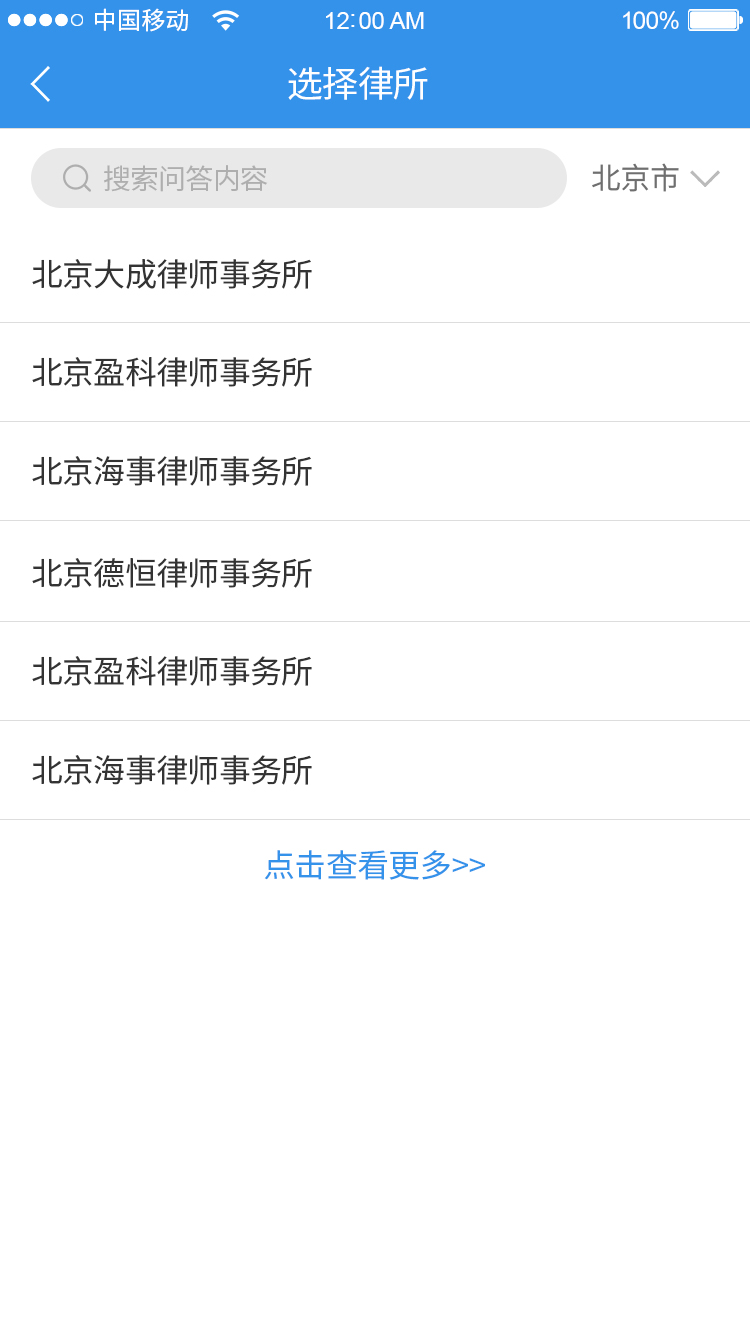 中国移动 12:00 AM 100%
选择律所
搜索问答内容 北京市
北京大成律师事务所
北京盈科律师事务所
北京海事律师事务所
北京德恒律师事务所
北京盈科律师事务所
北京海事律师事务所
点击查看更多>>